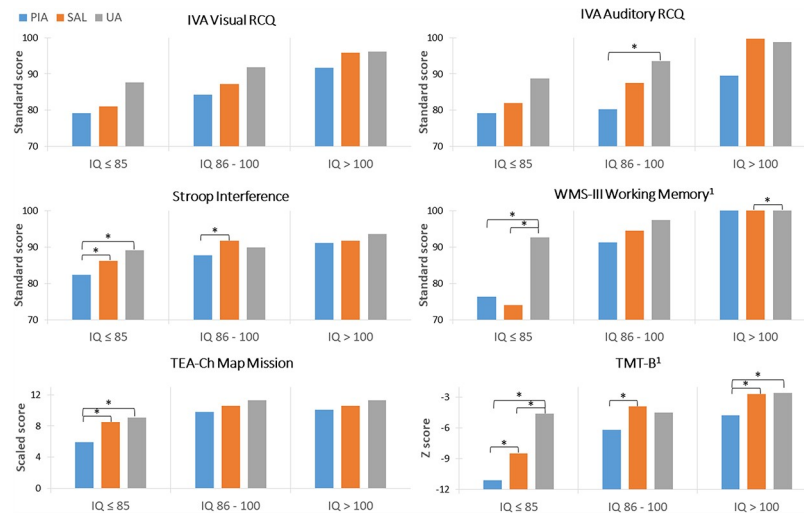 PIA SAL UA
IVA Visual RCQ
Standard score
100
90
80
70
IQ ≤ 85
IQ 86 - 100
IQ > 100
IVA Auditory RCQ
Standard score
100
90
80
70
*
IQ ≤ 85
IQ 86 - 100
IQ > 100
Stroop Interference
Standard score
100
90
80
70
*
*
*
IQ ≤ 85
IQ 86 - 100
IQ > 100
WMS-III Working Memory¹
Standard score
100
90
80
70
*
*
*
IQ ≤ 85
IQ 86 - 100
IQ > 100
TEA-Ch Map Mission
Scaled score
12
8
4
0
*
*
IQ ≤ 85
IQ 86 - 100
IQ > 100
TMT-B¹
Z score
-3
-6
-9
-12
*
*
*
*
*
*
IQ ≤ 85
IQ 86 - 100
IQ > 100